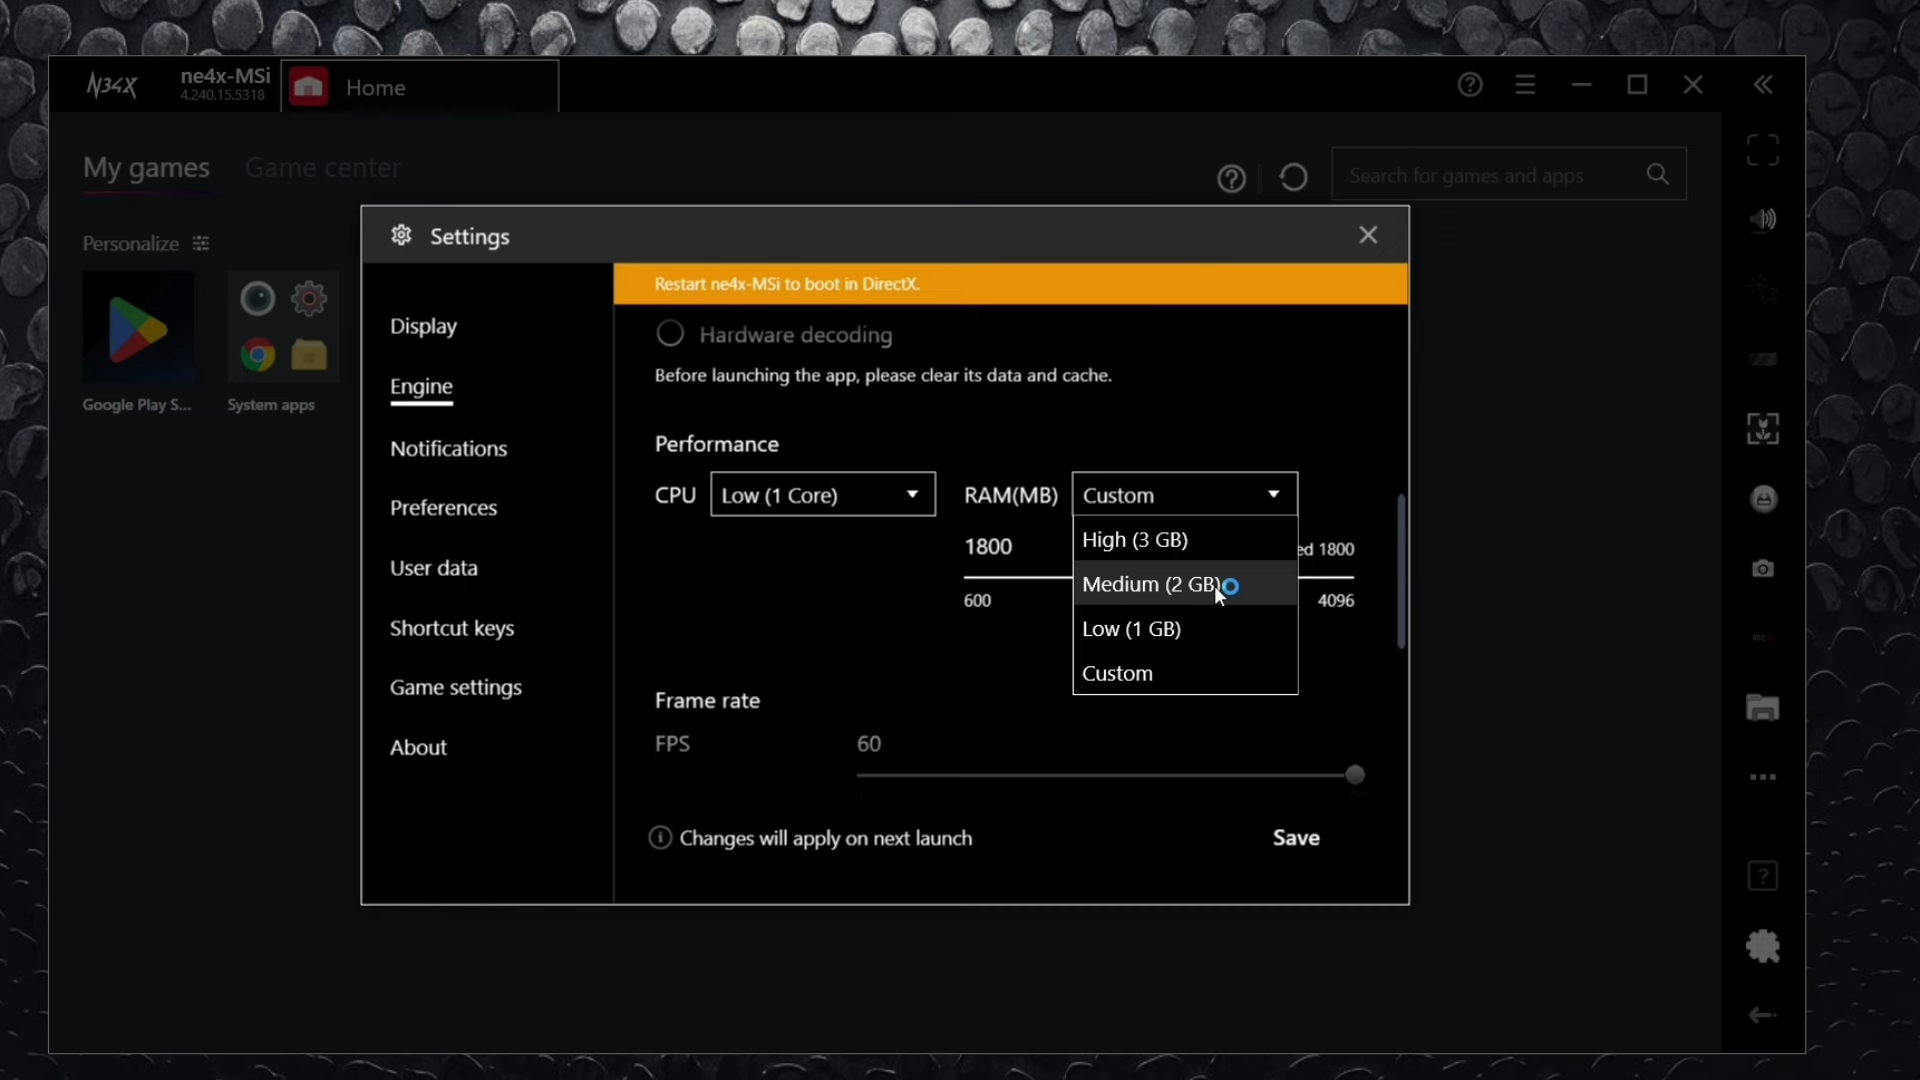 N34X
ne4x-MSi
4.240.15.5318
Home
My games
Game center
Search for games and apps
Personalize
Google Play S...
System apps
Settings
Restart ne4x-MSi to boot in DirectX.
Display
Engine
Notifications
Preferences
User data
Shortcut keys
Game settings
About
Hardware decoding
Before launching the app, please clear its data and cache.
Performance
CPU
Low (1 Core)
RAM(MB)
Custom
High (3 GB)
Medium (2 GB)
Low (1 GB)
Custom
1800
ed 1800
600
4096
Frame rate
FPS
60
Changes will apply on next launch
Save
REC